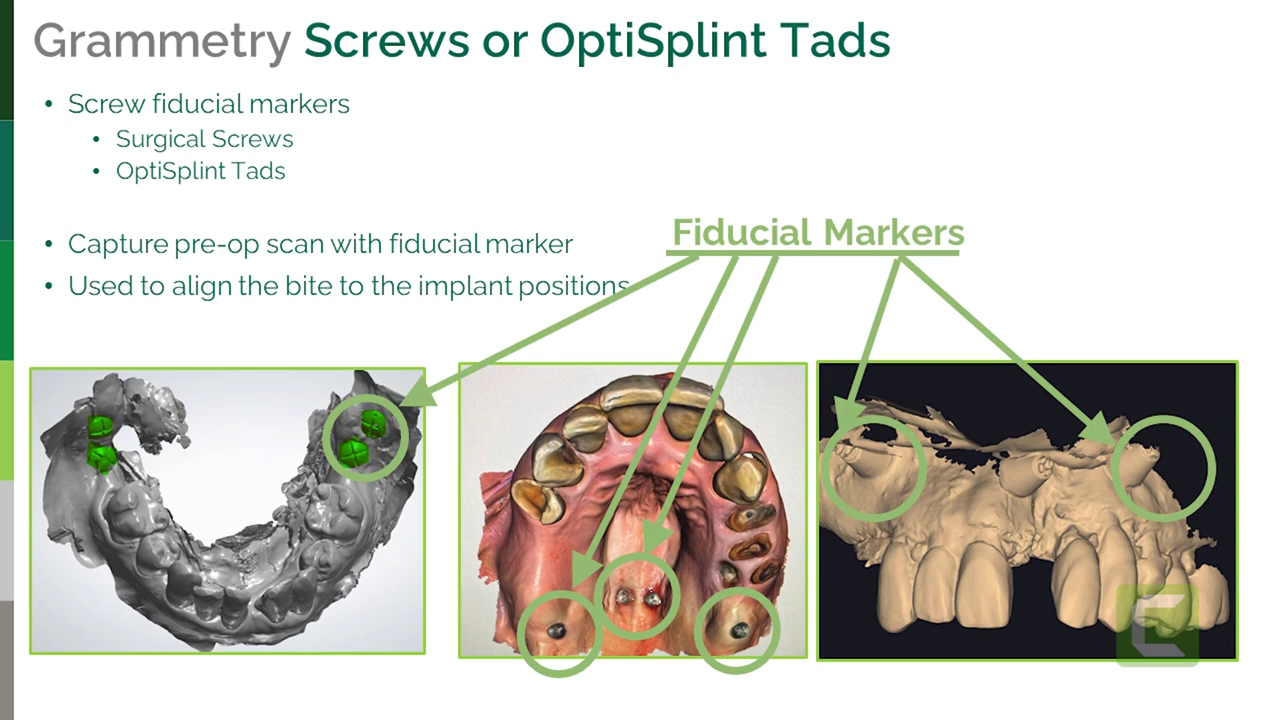 Grammetry Screws or OptiSplint Tads
• Screw fiducial markers
• Surgical Screws
• OptiSplint Tads
• Capture pre-op scan with fiducial marker
• Used to align the bite to the implant positions
Fiducial Markers